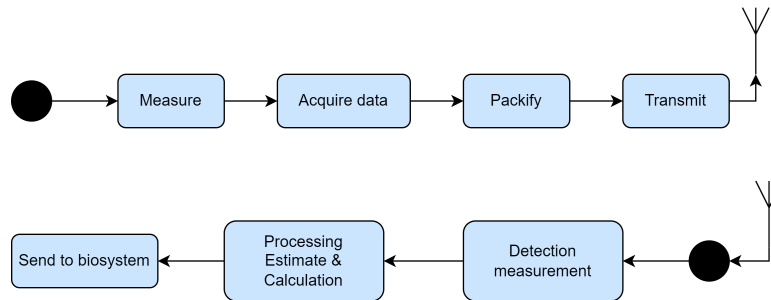 Measure
Acquire data
Packify
Transmit
Send to biosystem
Processing
Estimate &
Calculation
Detection
measurement